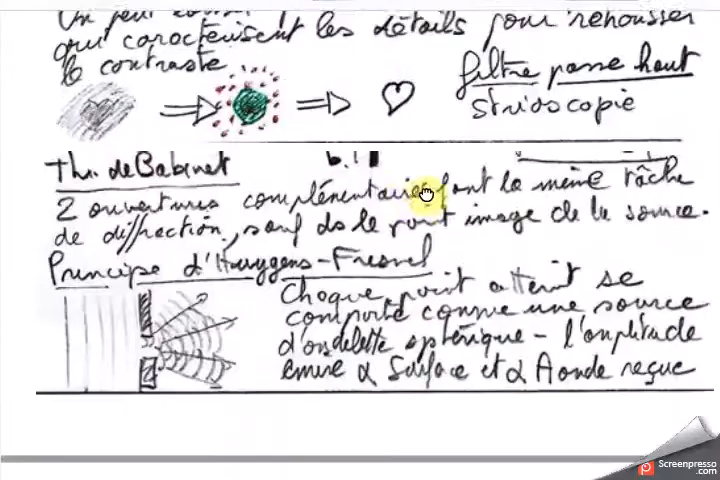 qui caractérisent les détails pour rehausser
le contraste
filtre passe haut
strioscopie
Th. de Babinet
2 ouvertures complémentaires font la même tâche
de diffraction, sauf ds le point image de la source.
Principe d'Huygens-Fresnel
Chaque point atteint se
comporte comme une source
d'ondelette sphérique - l'amplitude
émise α Surface et α A onde reçue
Screenpresso
.com